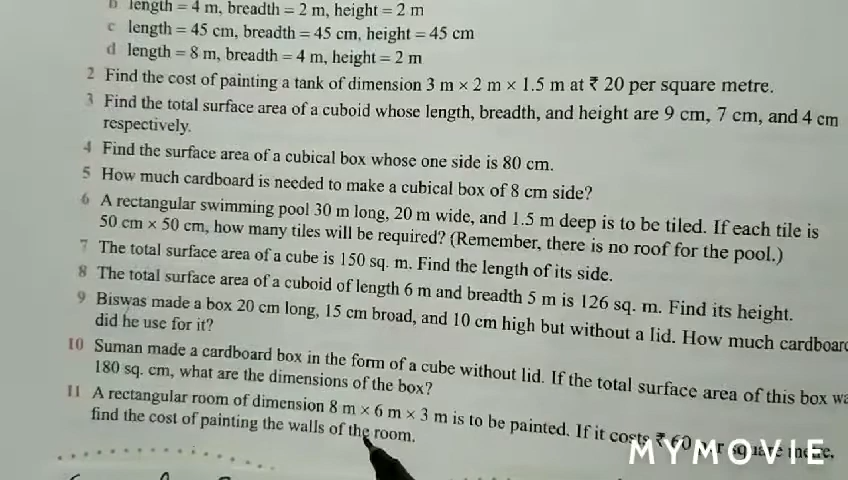 b length = 4 m, breadth = 2 m, height = 2 m
c length = 45 cm, breadth = 45 cm, height = 45 cm
d length = 8 m, breadth = 4 m, height = 2 m
2 Find the cost of painting a tank of dimension 3 m × 2 m × 1.5 m at ₹ 20 per square metre.
3 Find the total surface area of a cuboid whose length, breadth, and height are 9 cm, 7 cm, and 4 cm
respectively.
4 Find the surface area of a cubical box whose one side is 80 cm.
5 How much cardboard is needed to make a cubical box of 8 cm side?
6 A rectangular swimming pool 30 m long, 20 m wide, and 1.5 m deep is to be tiled. If each tile is
50 cm × 50 cm, how many tiles will be required? (Remember, there is no roof for the pool.)
7 The total surface area of a cube is 150 sq. m. Find the length of its side.
8 The total surface area of a cuboid of length 6 m and breadth 5 m is 126 sq. m. Find its height.
9 Biswas made a box 20 cm long, 15 cm broad, and 10 cm high but without a lid. How much cardboard
did he use for it?
10 Suman made a cardboard box in the form of a cube without lid. If the total surface area of this box wa
180 sq. cm, what are the dimensions of the box?
11 A rectangular room of dimension 8 m × 6 m × 3 m is to be painted. If it costs ₹ 60 per square metre,
find the cost of painting the walls of the room.
MYMOVIE